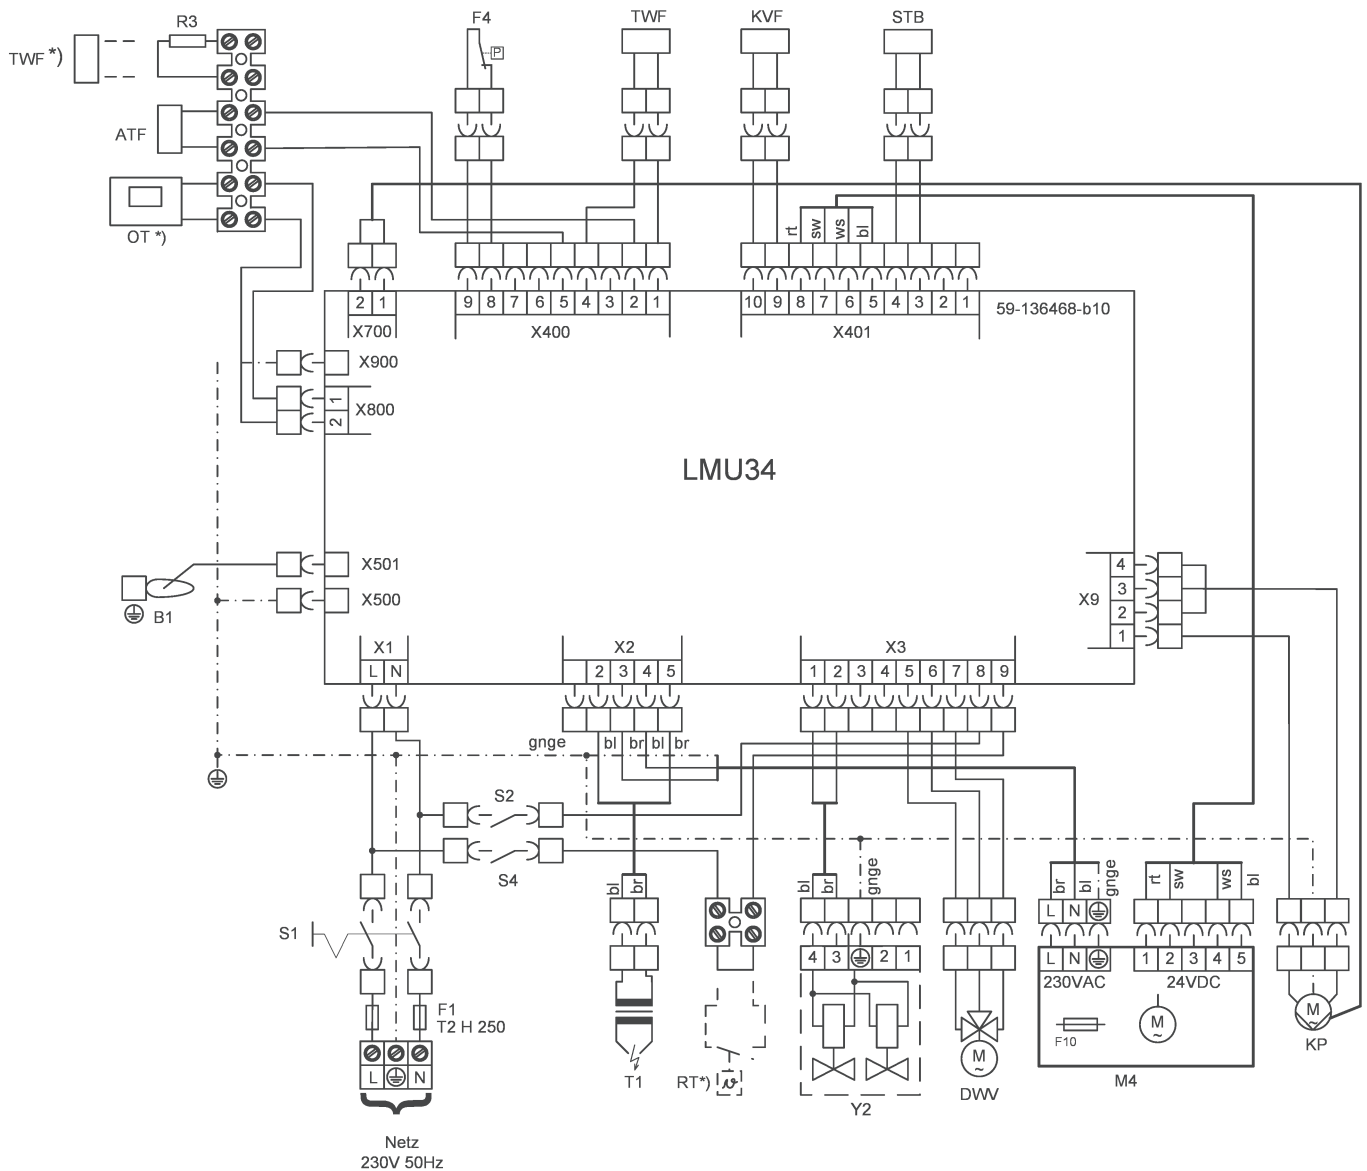 R3
F4
TWF
KVF
STB
TWF *)
P
ATF
OT *)
rt
sw
ws
bl
2 1
9 8 7 6 5 4 3 2 1
10 9 8 7 6 5 4 3 2 1
59-136468-b10
X700
X400
X401
X900
1
X800
2
LMU34
X501
X500
B1
4
3
X9
2
1
X1
X2
X3
L N
2 3 4 5
1 2 3 4 5 6 7 8 9
gnge
bl br bl br
S2
S4
S1
bl
br
bl
br
gnge
br
bl
gnge
rt
sw
ws
bl
L N
L N
4 3 2 1
1 2 3 4 5
230VAC
24VDC
F1
T2 H 250
F10
M
~
M
~
M
~
KP
L N
T1
RT*)
ϑ
Y2
DWV
M4
Netz
230V 50Hz